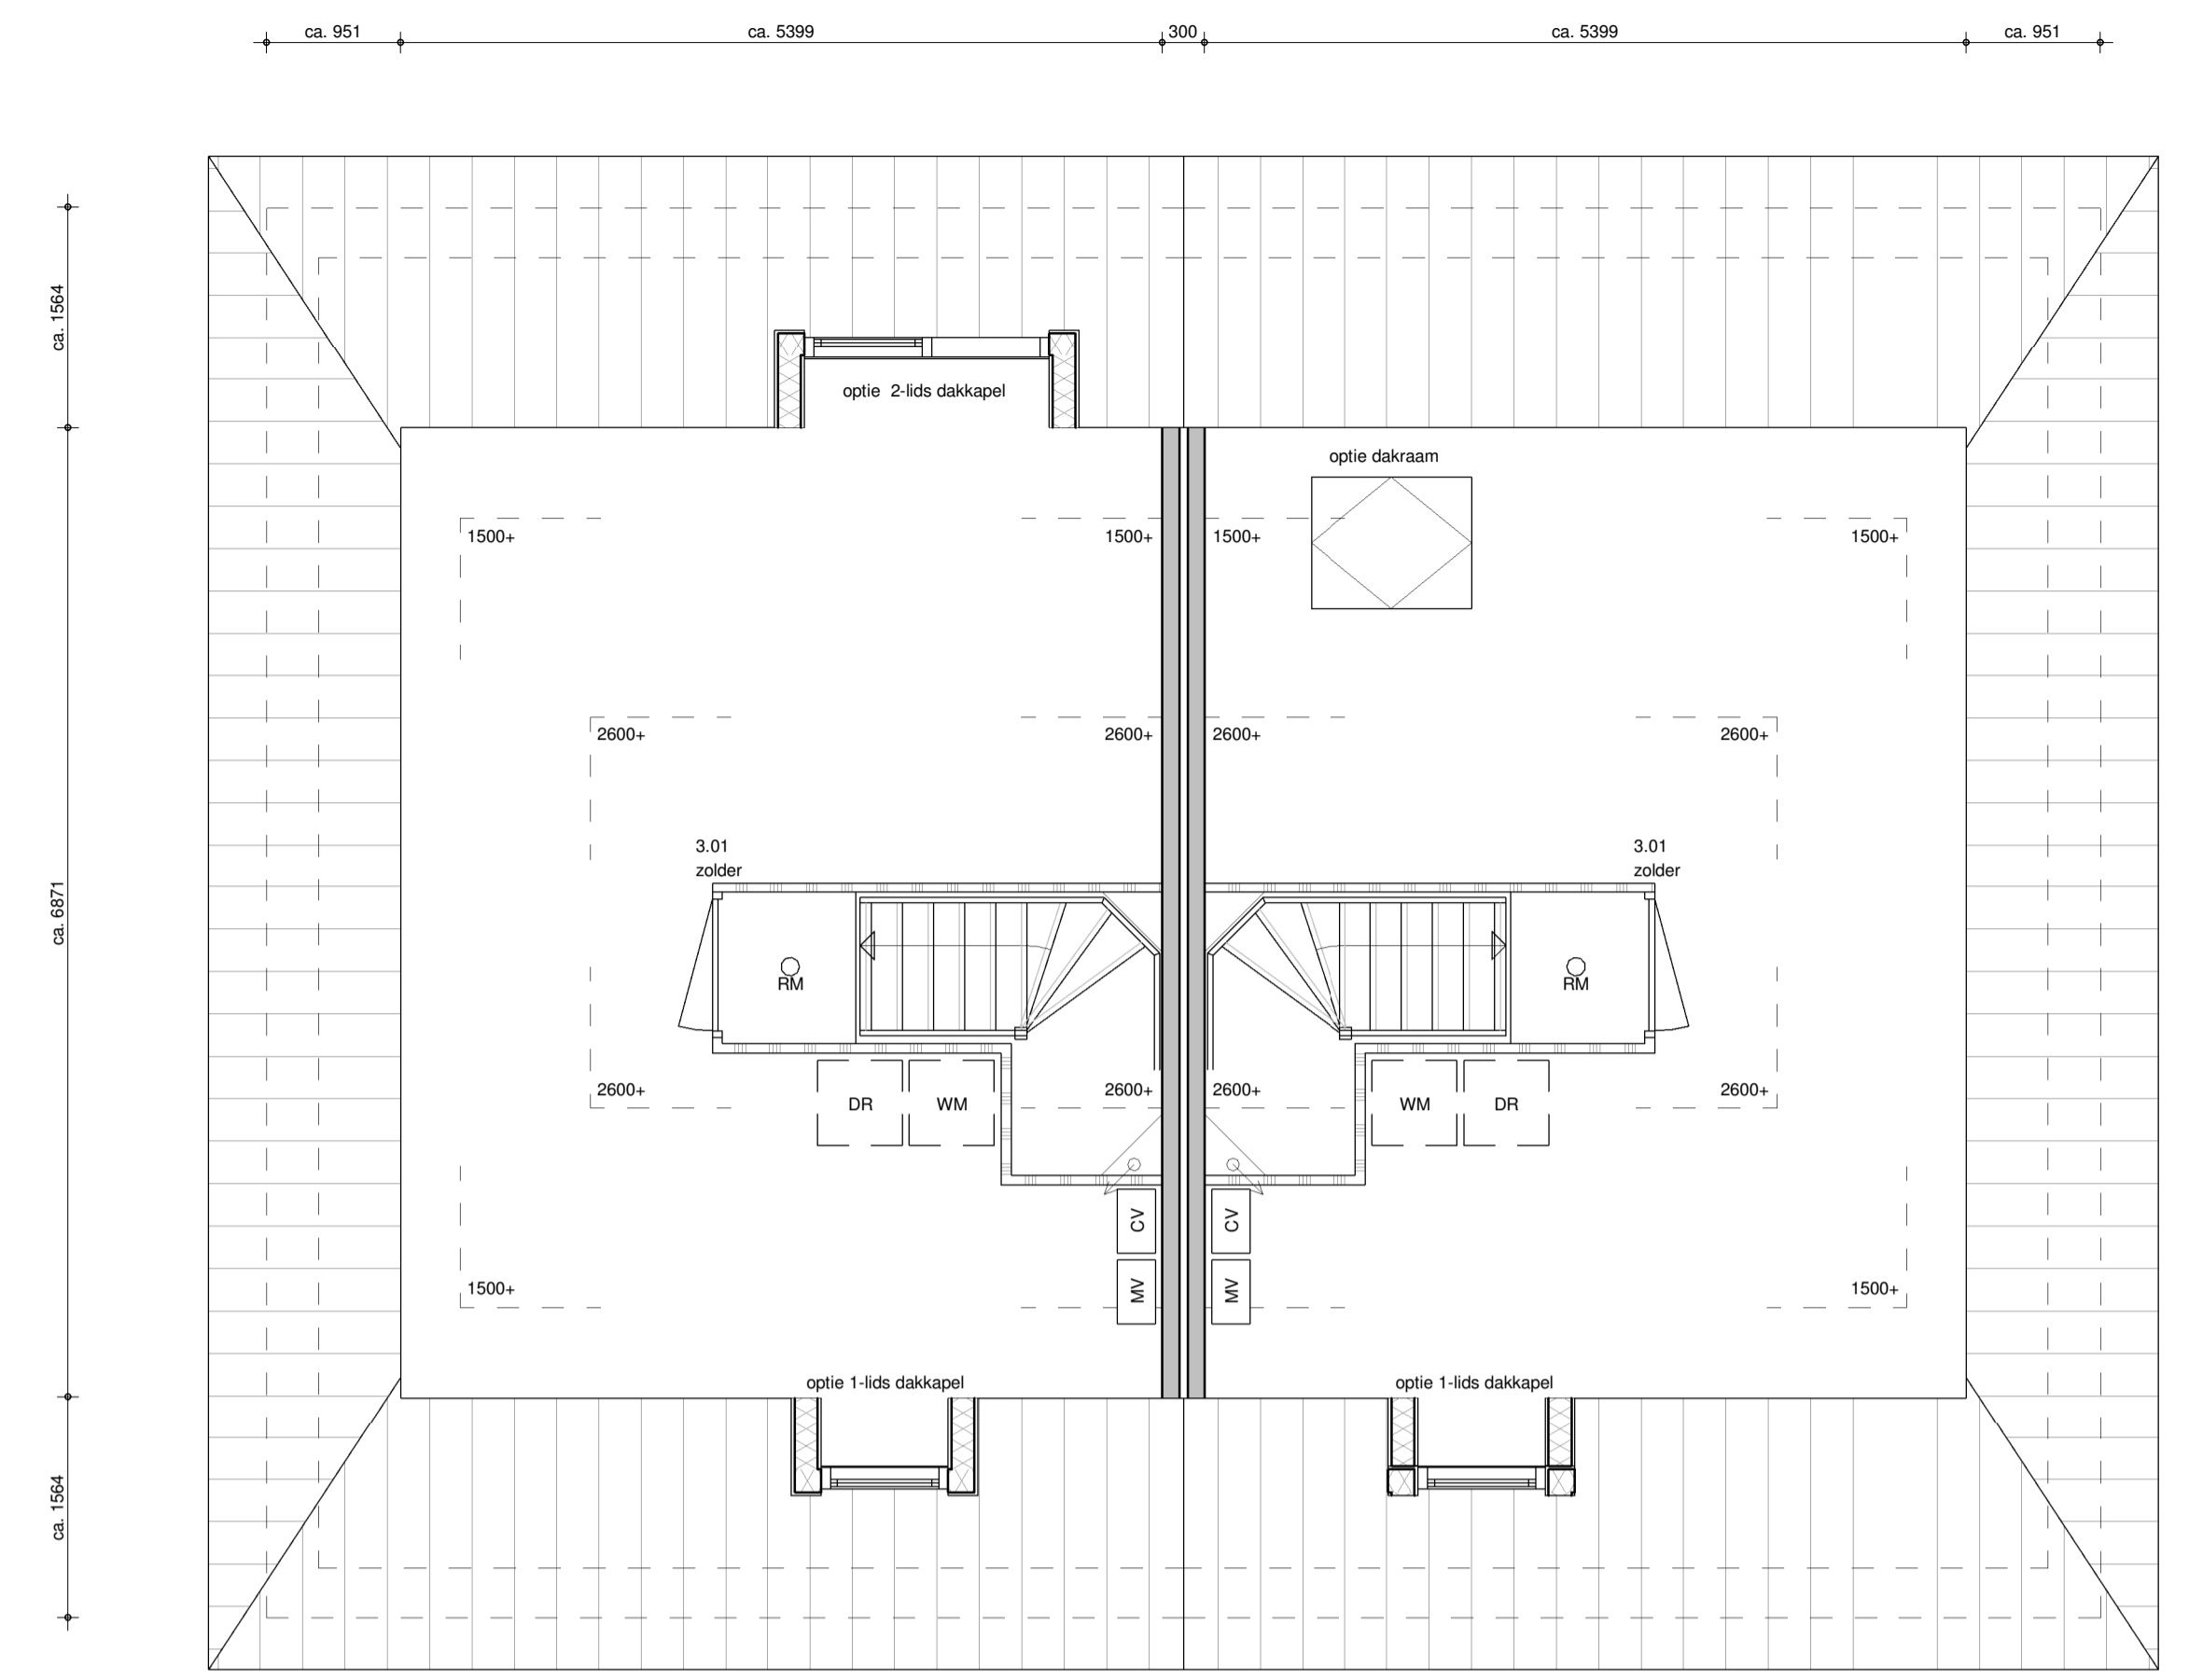 ca. 951
ca. 5399
300
ca. 5399
ca. 951
ca. 1564
optie  2-lids dakkapel
optie dakraam
1500+
1500+
1500+
1500+
2600+
2600+
2600+
2600+
ca. 6871
3.01
zolder
3.01
zolder
RM
RM
2600+
2600+
2600+
2600+
DR
WM
WM
DR
CV
CV
MV
MV
1500+
1500+
optie 1-lids dakkapel
optie 1-lids dakkapel
ca. 1564